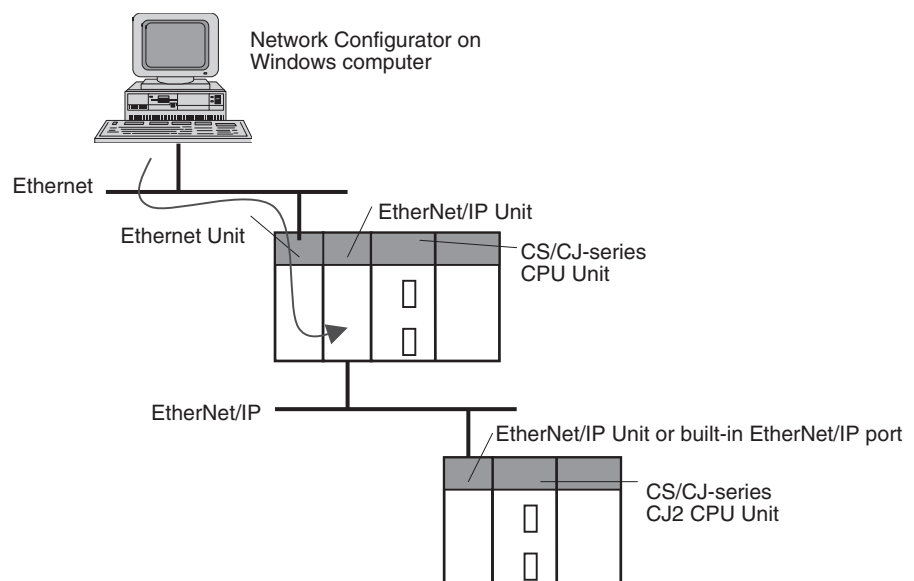 Network Configurator on
Windows computer
Ethernet
EtherNet/IP Unit
Ethernet Unit
CS/CJ-series
CPU Unit
EtherNet/IP
EtherNet/IP Unit or built-in EtherNet/IP port
CS/CJ-series
CJ2 CPU Unit